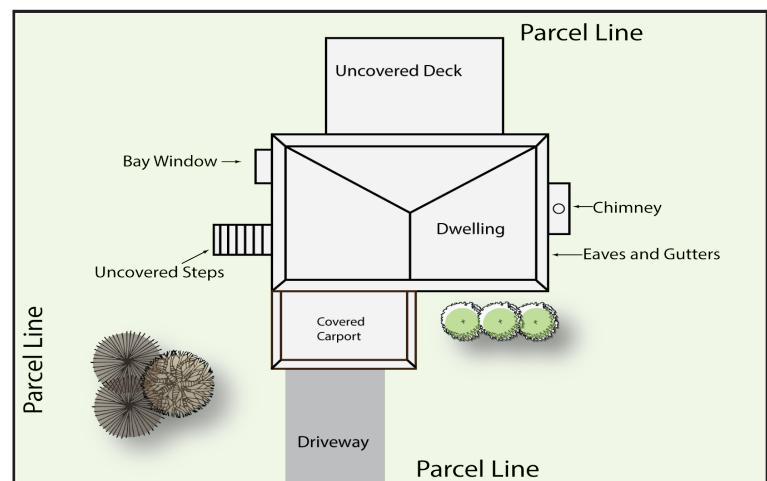 Parcel Line
Uncovered Deck
Bay Window
Chimney
Dwelling
Eaves and Gutters
Uncovered Steps
Covered
Carport
Parcel Line
Driveway
Parcel Line